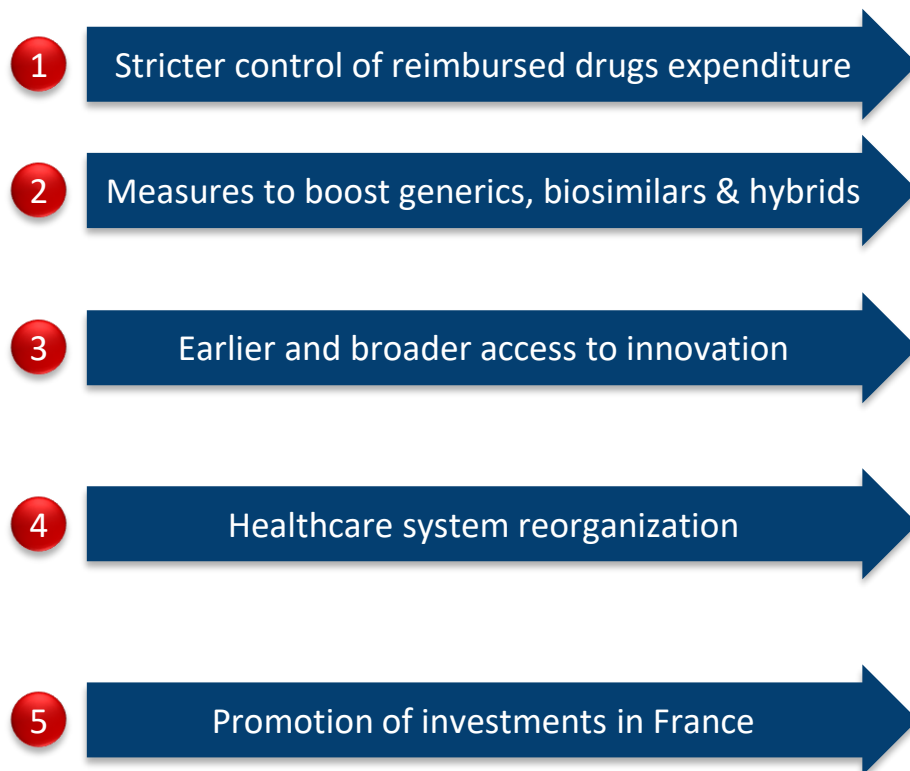 1
Stricter control of reimbursed drugs expenditure
2
Measures to boost generics, biosimilars & hybrids
3
Earlier and broader access to innovation
4
Healthcare system reorganization
5
Promotion of investments in France